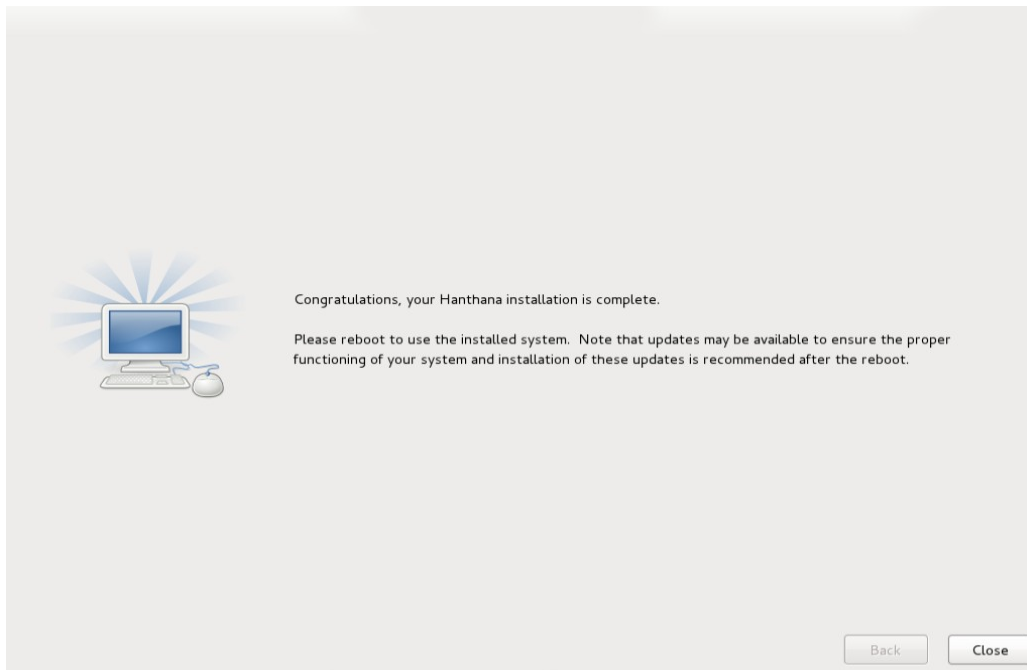 Congratulations, your Hanthana installation is complete.
Please reboot to use the installed system.  Note that updates may be available to ensure the proper
functioning of your system and installation of these updates is recommended after the reboot.
Back
Close